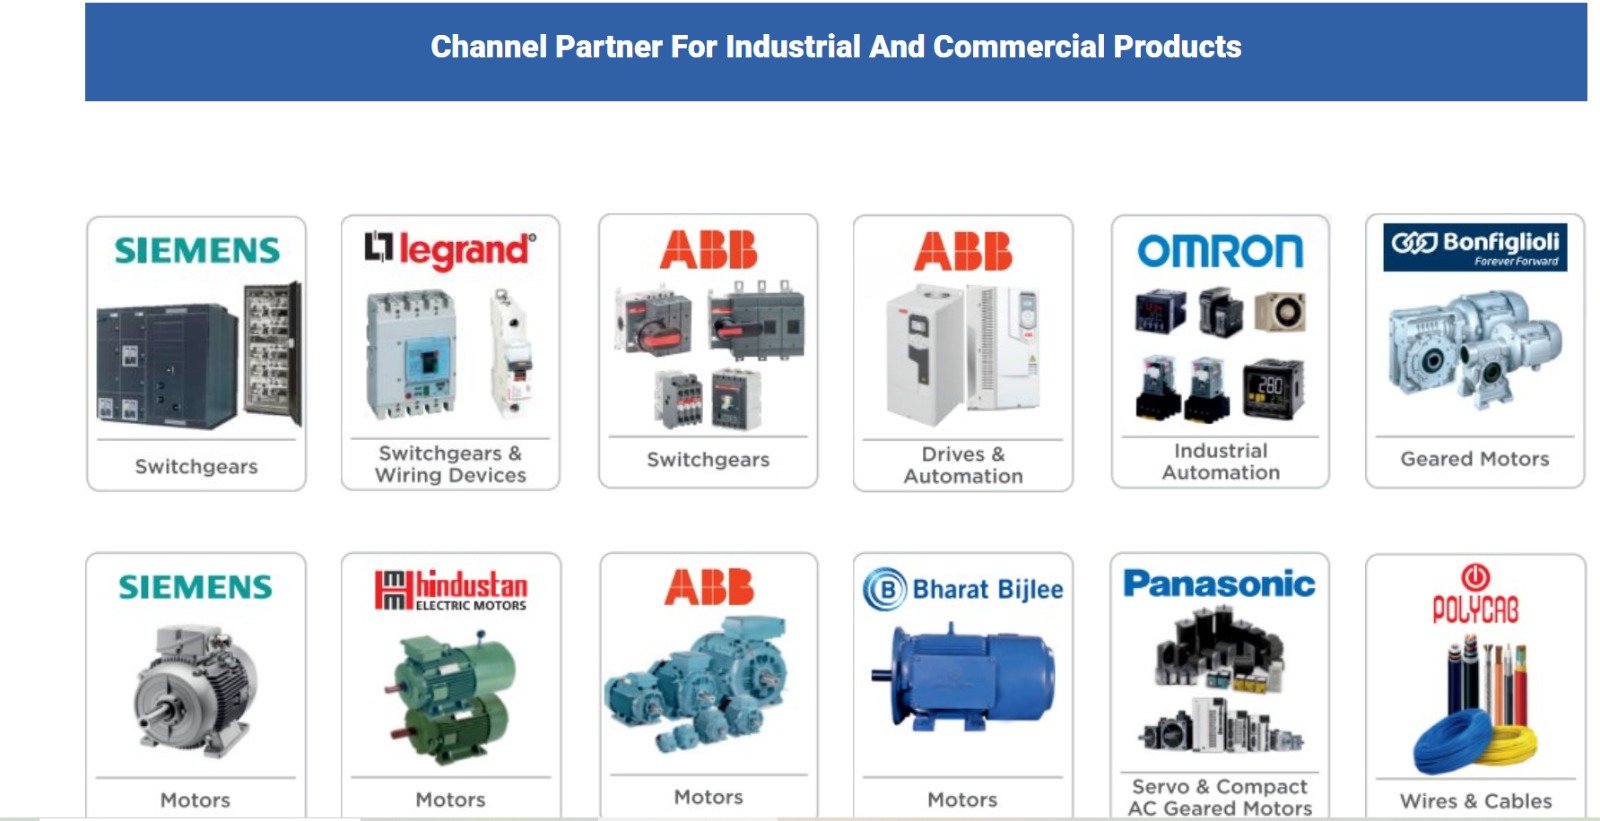 Channel Partner For Industrial And Commercial Products
SIEMENS
Switchgears
legrand®
Switchgears &
Wiring Devices
ABB
Switchgears
ABB
Drives &
Automation
OMRON
280
Industrial
Automation
Bonfiglioli
Forever Forward
Geared Motors
SIEMENS
Motors
hindustan
ELECTRIC MOTORS
Motors
ABB
Motors
B Bharat Bijlee
Motors
Panasonic
Servo & Compact
AC Geared Motors
POLYCAB
Wires & Cables